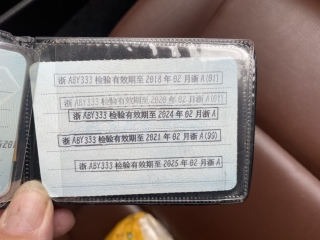 浙 ABY333 检验有效期至 2018 年 02 月浙 A(01)
浙 ABY333 检验有效期至 2020 年 02 月浙 A(01)
浙 ABY333 检验有效期至 2024 年 02 月浙 A
浙 ABY333 检验有效期至 2021 年 02 月浙 A(99)
浙 ABY333 检验有效期至 2025 年 02 月浙 A